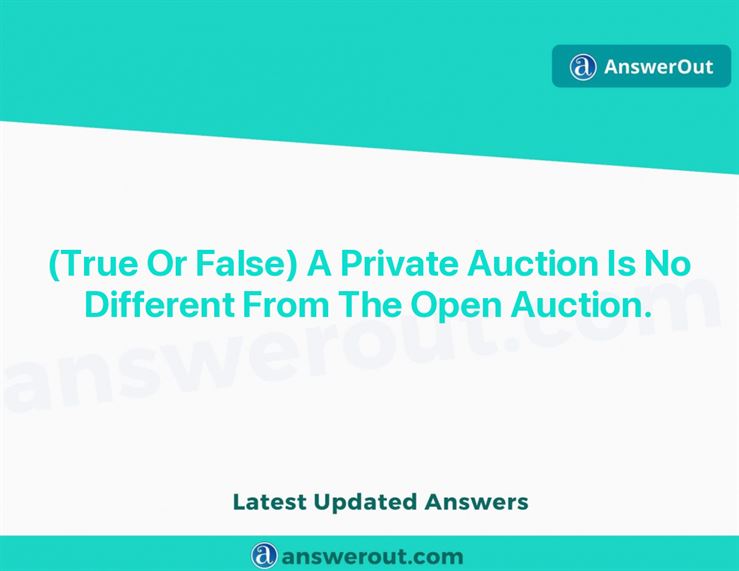 AnswerOut
(True Or False) A Private Auction Is No
Different From The Open Auction.
answerout.com
Latest Updated Answers
answerout.com